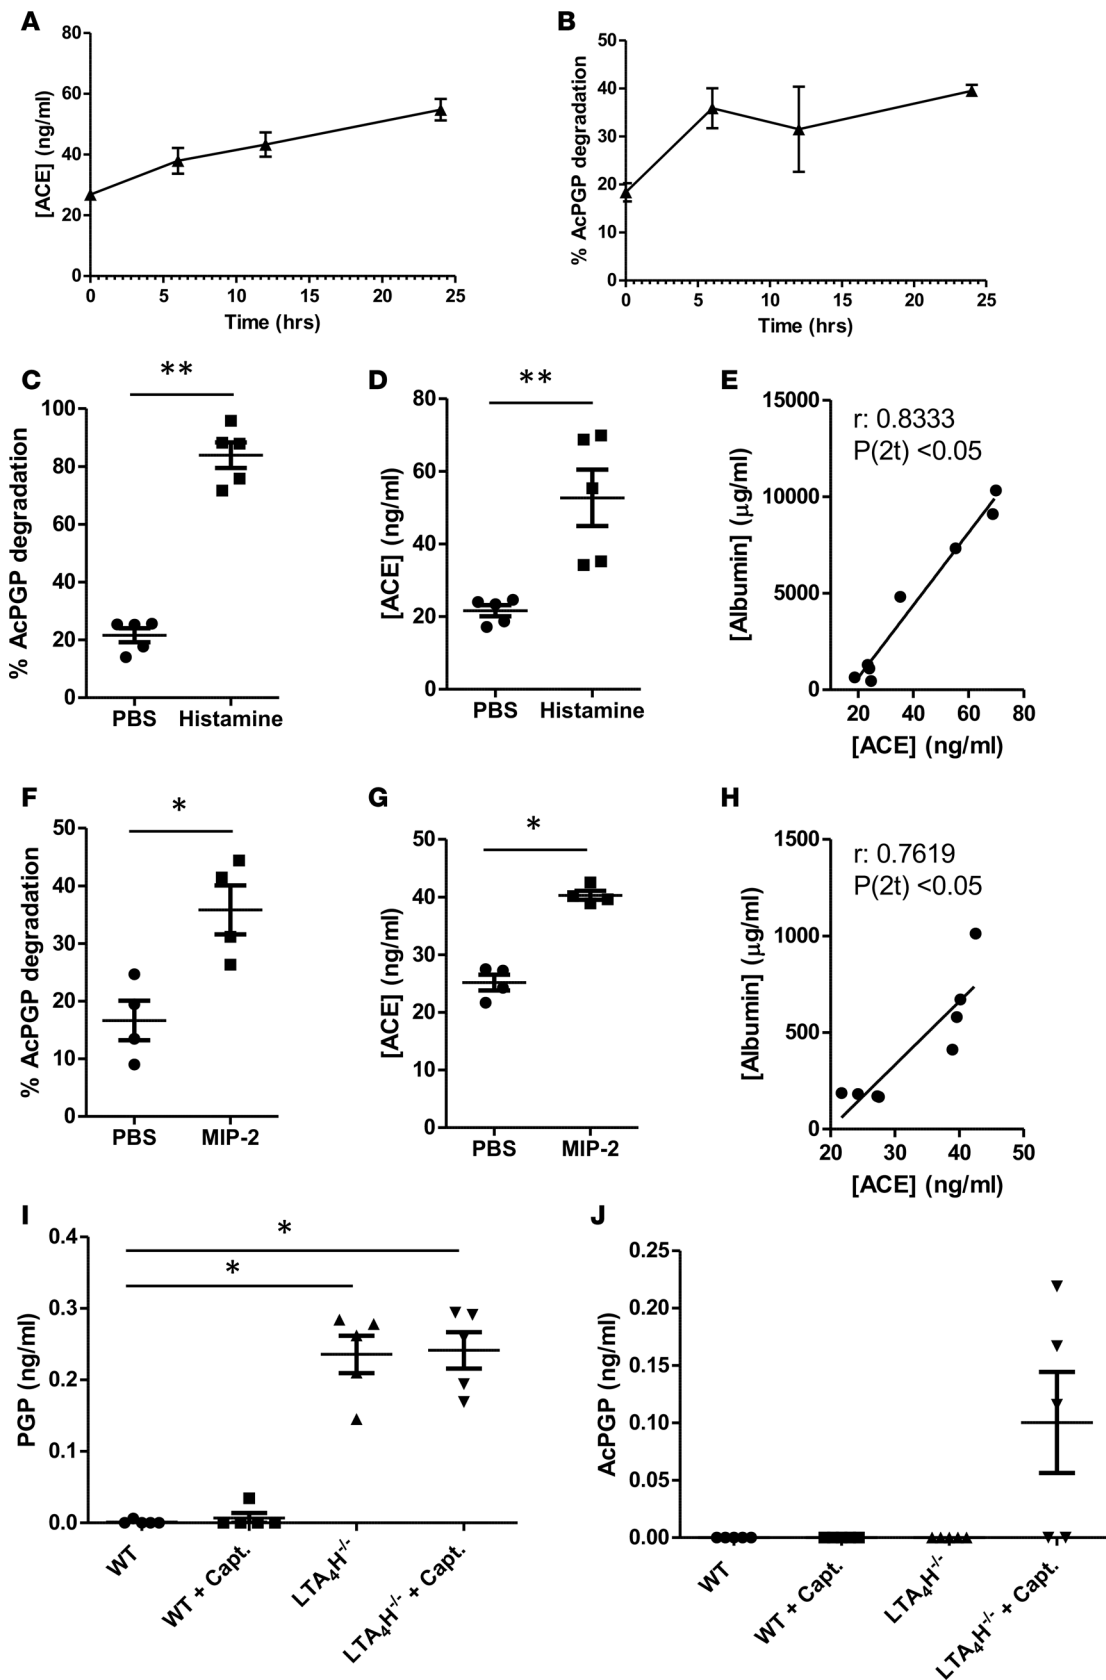 A
80
60
40
20
0
[ACE] (ng/ml)
0 5 10 15 20 25
Time (hrs)
B
50
40
30
20
10
0
% AcPGP degradation
0 5 10 15 20 25
Time (hrs)
C
**
100
80
60
40
20
0
% AcPGP degradation
PBS Histamine
D
**
80
60
40
20
0
[ACE] (ng/ml)
PBS Histamine
E
15000
10000
5000
0
[Albumin] (μg/ml)
r: 0.8333
P(2t) <0.05
20 40 60 80
[ACE] (ng/ml)
F
*
50
40
30
20
10
0
% AcPGP degradation
PBS MIP-2
G
*
50
40
30
20
10
0
[ACE] (ng/ml)
PBS MIP-2
H
1500
1000
500
0
[Albumin] (μg/ml)
r: 0.7619
P(2t) <0.05
20 30 40 50
[ACE] (ng/ml)
I
*
*
0.4
0.3
0.2
0.1
0.0
PGP (ng/ml)
WT
WT + Capt.
LTA₄H⁻/⁻
LTA₄H⁻/⁻ + Capt.
J
0.25
0.20
0.15
0.10
0.05
0.00
AcPGP (ng/ml)
WT
WT + Capt.
LTA₄H⁻/⁻
LTA₄H⁻/⁻ + Capt.